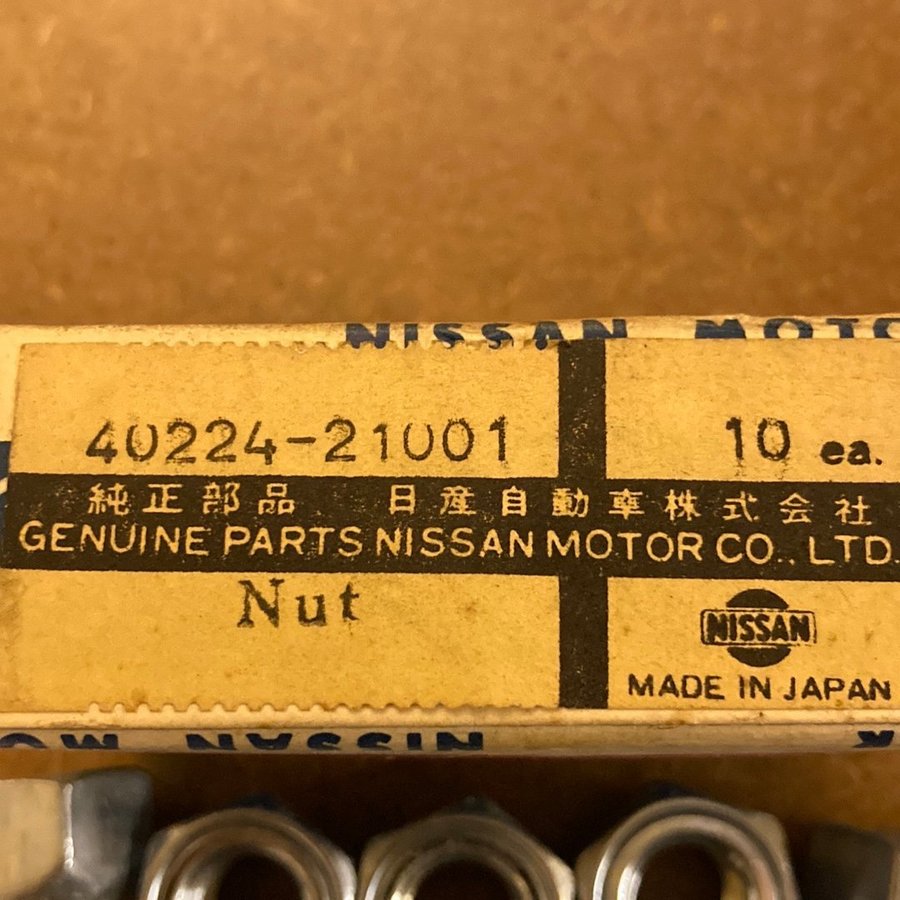 NISSAN MOTO
40224-21001
10 ea.
純正部品 日産自動車株式会社
GENUINE PARTS NISSAN MOTOR CO., LTD.
Nut
NISSAN
MADE IN JAPAN
NISSAN MO